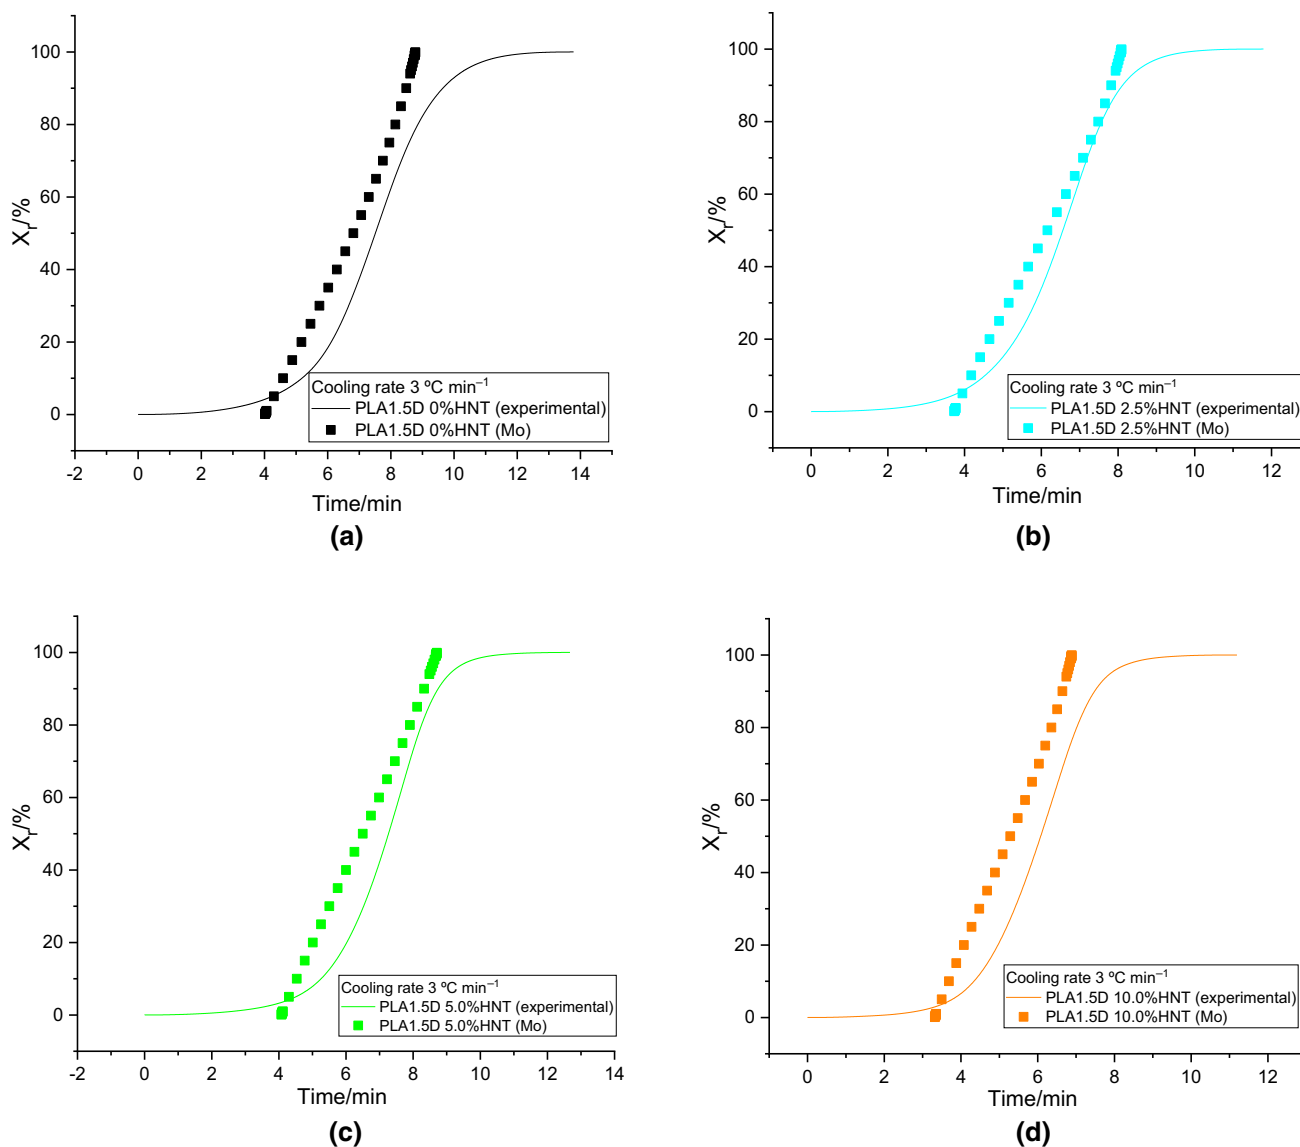 100
80
60
40
20
0
Xr/%
Cooling rate 3 ºC min–1
PLA1.5D 0%HNT (experimental)
PLA1.5D 0%HNT (Mo)
-2 0 2 4 6 8 10 12 14
Time/min
(a)
100
80
60
40
20
0
Xr/%
Cooling rate 3 ºC min–1
PLA1.5D 2.5%HNT (experimental)
PLA1.5D 2.5%HNT (Mo)
0 2 4 6 8 10 12
Time/min
(b)
100
80
60
40
20
0
Xr/%
Cooling rate 3 ºC min–1
PLA1.5D 5.0%HNT (experimental)
PLA1.5D 5.0%HNT (Mo)
-2 0 2 4 6 8 10 12 14
Time/min
(c)
100
80
60
40
20
0
Xr/%
Cooling rate 3 ºC min–1
PLA1.5D 10.0%HNT (experimental)
PLA1.5D 10.0%HNT (Mo)
0 2 4 6 8 10 12
Time/min
(d)